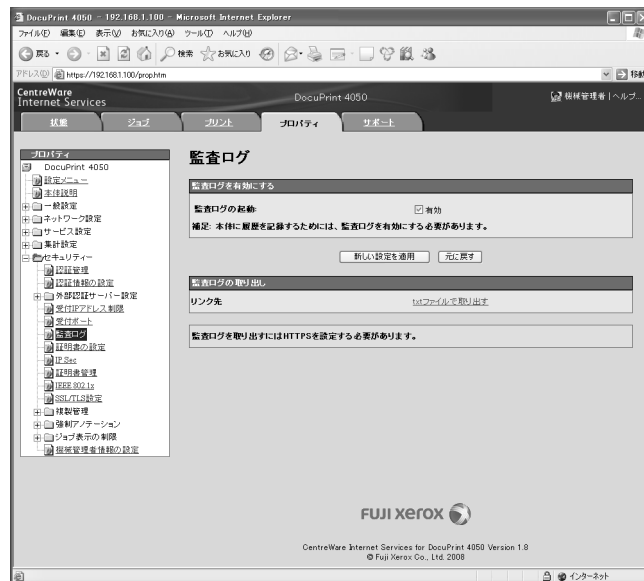 DocuPrint 4050 - 192.168.1.100 - Microsoft Internet Explorer
ファイル(F) 編集(E) 表示(V) お気に入り(A) ツール(T) ヘルプ(H)
戻る 検索 お気に入り
アドレス(D) https://192.168.1.100/prop.htm 移動
CentreWare
Internet Services
DocuPrint 4050
機械管理者 | ヘルプ...
状態 ジョブ プリント プロパティ サポート
プロパティ
DocuPrint 4050
設定メニュー
本体説明
一般設定
ネットワーク設定
サービス設定
集計設定
セキュリティー
認証管理
認証情報の設定
外部認証サーバー設定
受付IPアドレス制限
受付ポート
監査ログ
証明書の設定
IP Sec
証明書管理
IEEE 802.1x
SSL/TLS設定
複製管理
強制アノテーション
ジョブ表示の制限
機械管理者情報の設定
監査ログ
監査ログを有効にする
監査ログの起動: 有効
補足: 本体に履歴を記録するためには、監査ログを有効にする必要があります。
新しい設定を適用 元に戻す
監査ログの取り出し
リンク先 txtファイルで取り出す
監査ログを取り出すにはHTTPSを設定する必要があります。
FUJI XEROX
CentreWare Internet Services for DocuPrint 4050 Version 1.8
© Fuji Xerox Co., Ltd. 2008
インターネット